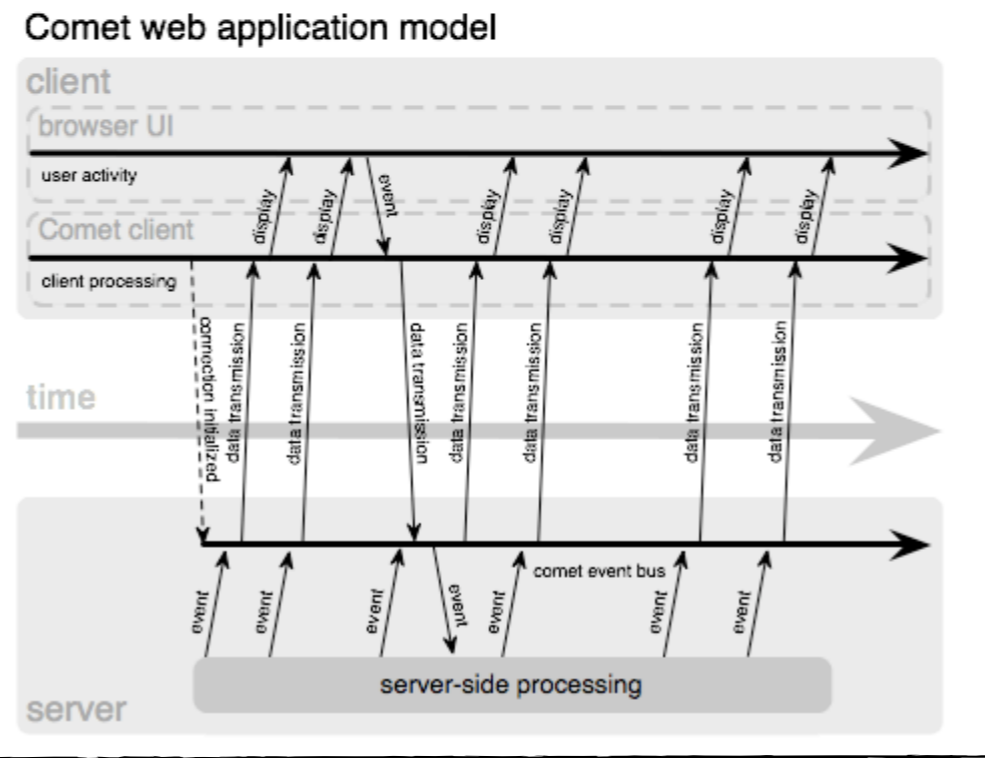 Comet web application model
client
browser UI
user activity
display
display
event
display
display
display
display
Comet client
client processing
connection initialized
data transmission
data transmission
data transmission
data transmission
data transmission
data transmission
data transmission
time
comet event bus
event
event
event
event
event
event
event
server-side processing
server